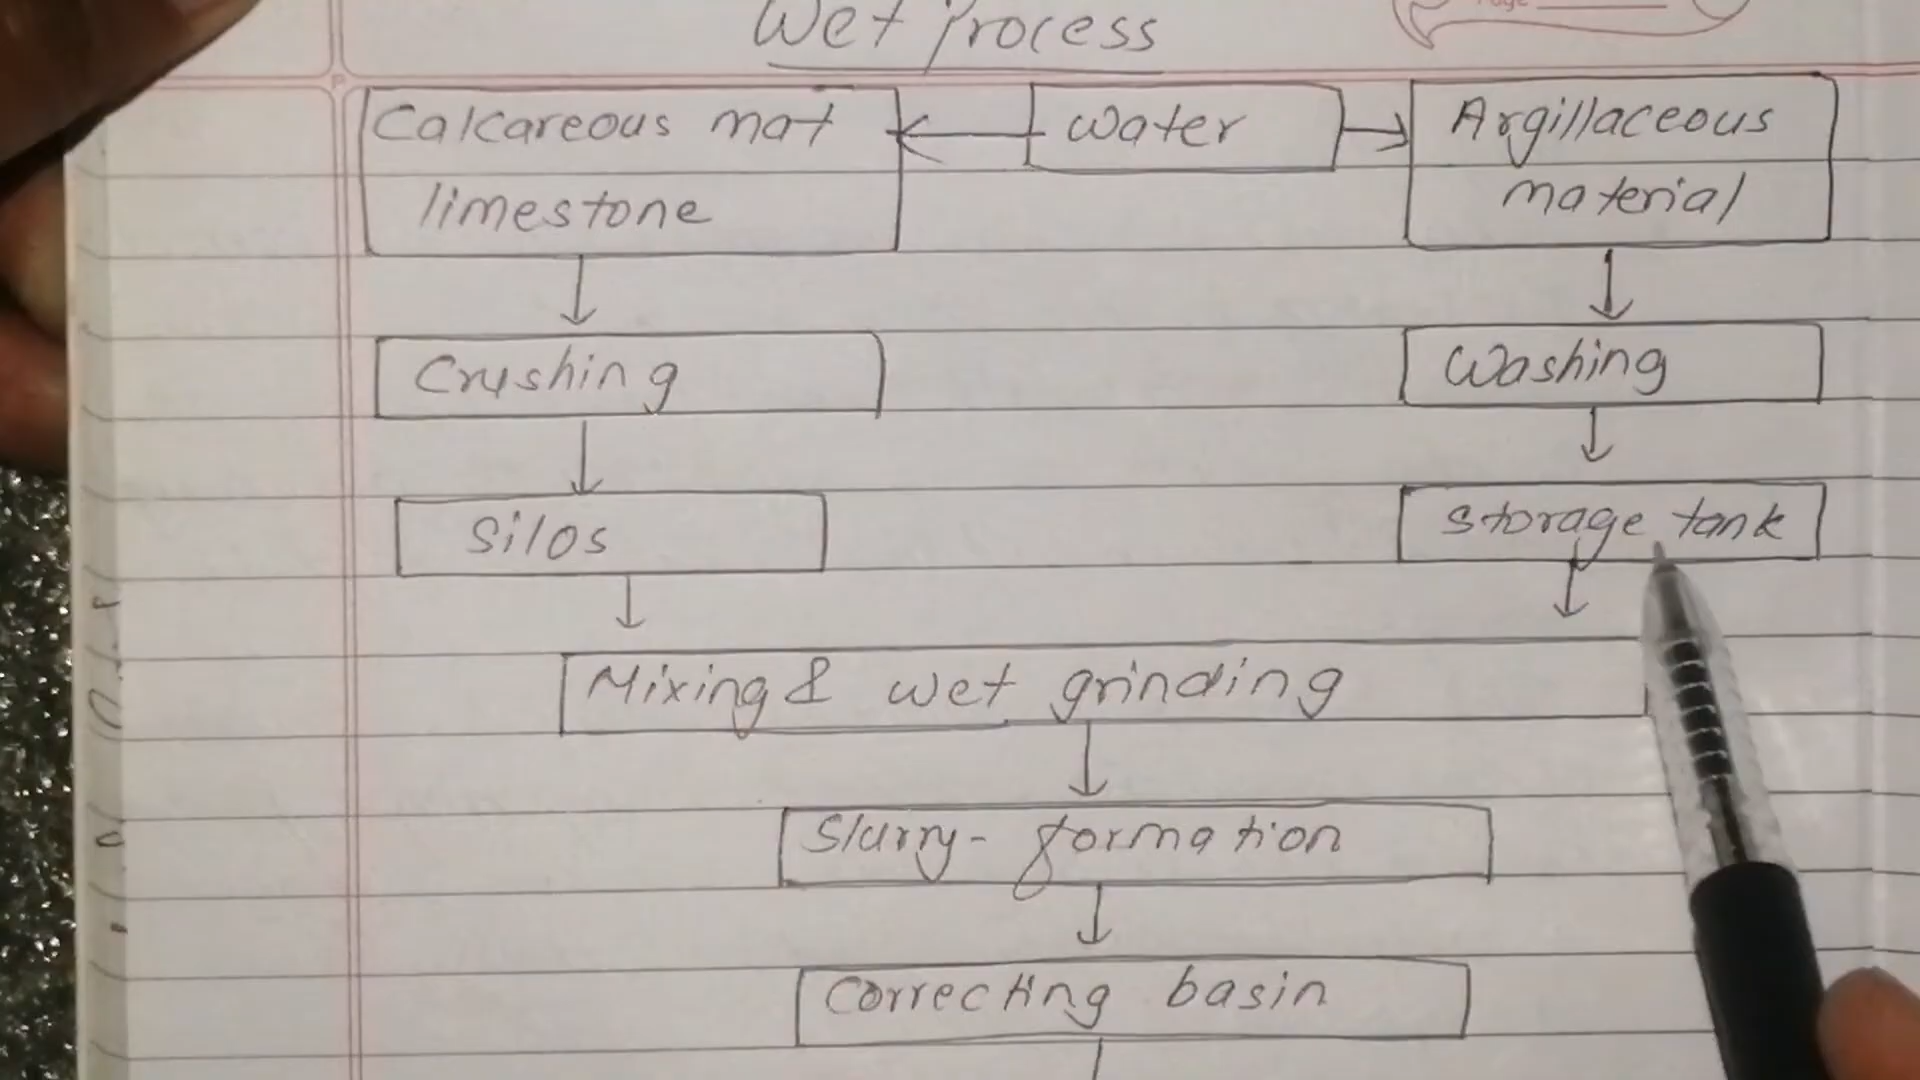 Wet Process
Calcareous mat
limestone
Water
Argillaceous
material
Crushing
Washing
Silos
Storage tank
Mixing & wet grinding
Slurry- formation
Correcting basin